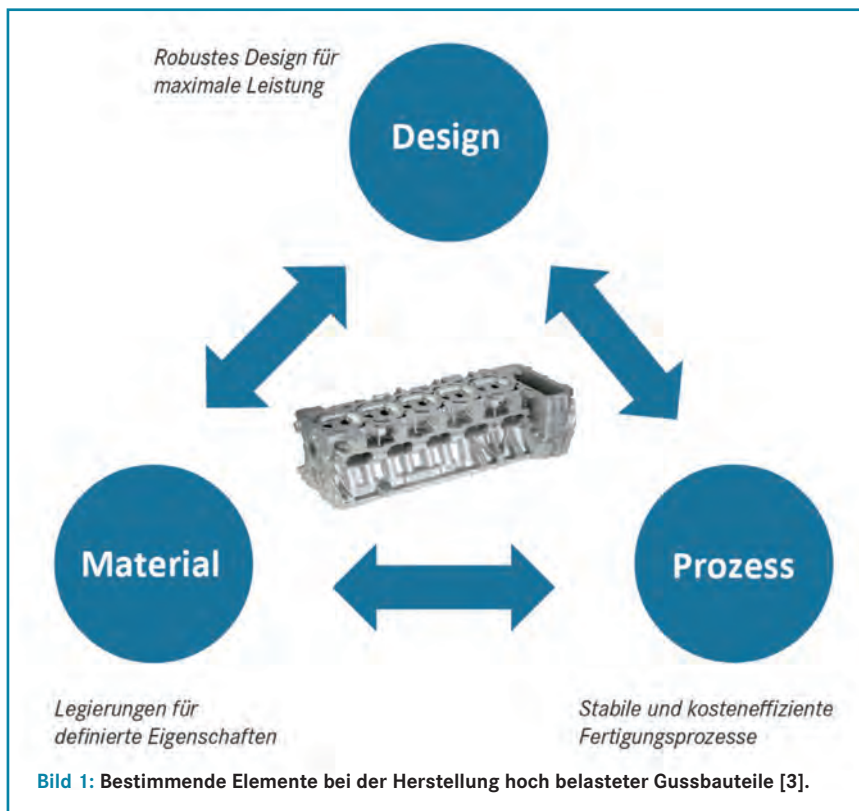 Robustes Design für
maximale Leistung
Design
Material
Prozess
Legierungen für
definierte Eigenschaften
Stabile und kosteneffiziente
Fertigungsprozesse
Bild 1: Bestimmende Elemente bei der Herstellung hoch belasteter Gussbauteile [3].